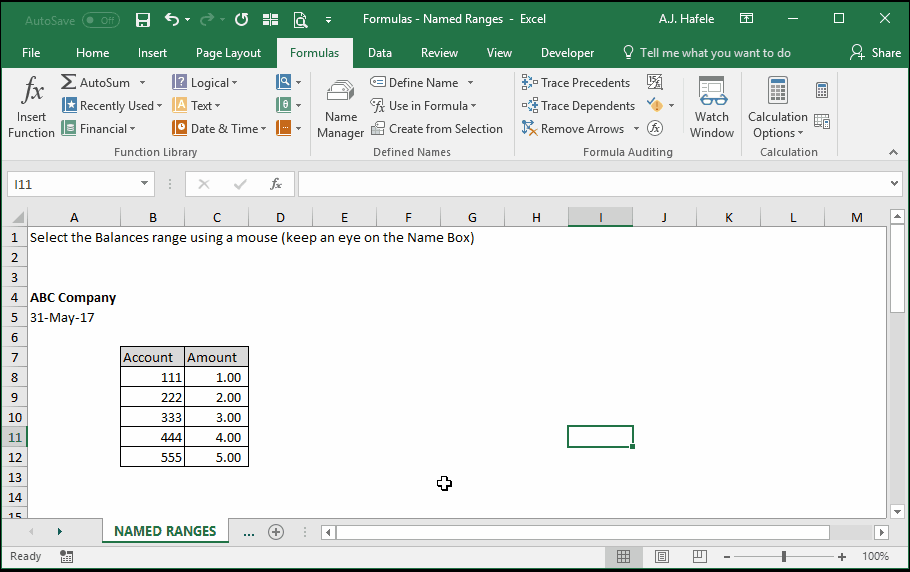 AutoSave Off Formulas - Named Ranges - Excel A.J. Hafele
File Home Insert Page Layout Formulas Data Review View Developer Tell me what you want to do Share
fx Insert Function
AutoSum
Recently Used
Financial
Logical
A Text
Date & Time
θ
Function Library
Name Manager
Define Name
Use in Formula
Create from Selection
Defined Names
Trace Precedents
Trace Dependents
Remove Arrows
fx
Formula Auditing
Watch Window
Calculation Options
Calculation
I11 fx
A B C D E F G H I J K L M
1 Select the Balances range using a mouse (keep an eye on the Name Box)
2
3
4 ABC Company
5 31-May-17
6
7 Account Amount
8 111 1.00
9 222 2.00
10 333 3.00
11 444 4.00
12 555 5.00
13
14
15
NAMED RANGES ...
Ready 100%